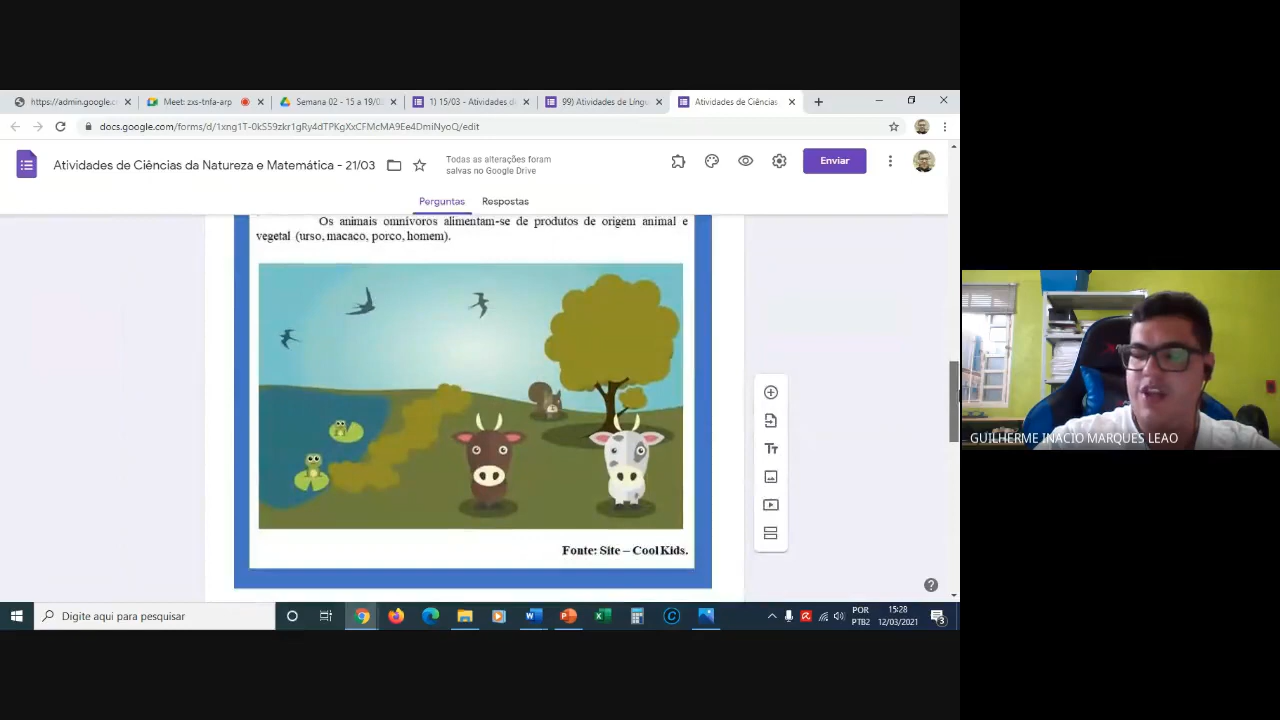 https://admin.google.c
Meet: zxs-tnfa-arp
Semana 02 - 15 a 19/0
1) 15/03 - Atividades d
99) Atividades de Língu
Atividades de Ciências
docs.google.com/forms/d/1xng1T-0kS59zkr1gRy4dTPKgXxCFMcMA9Ee4DmiNyoQ/edit
Atividades de Ciências da Natureza e Matemática - 21/03
Todas as alterações foram
salvas no Google Drive
Enviar
Perguntas
Respostas
Os animais omnívoros alimentam-se de produtos de origem animal e
vegetal (urso, macaco, porco, homem).
Fonte: Site – Cool Kids.
GUILHERME INACIO MARQUES LEAO
Digite aqui para pesquisar
POR
PTB2
15:28
12/03/2021
3